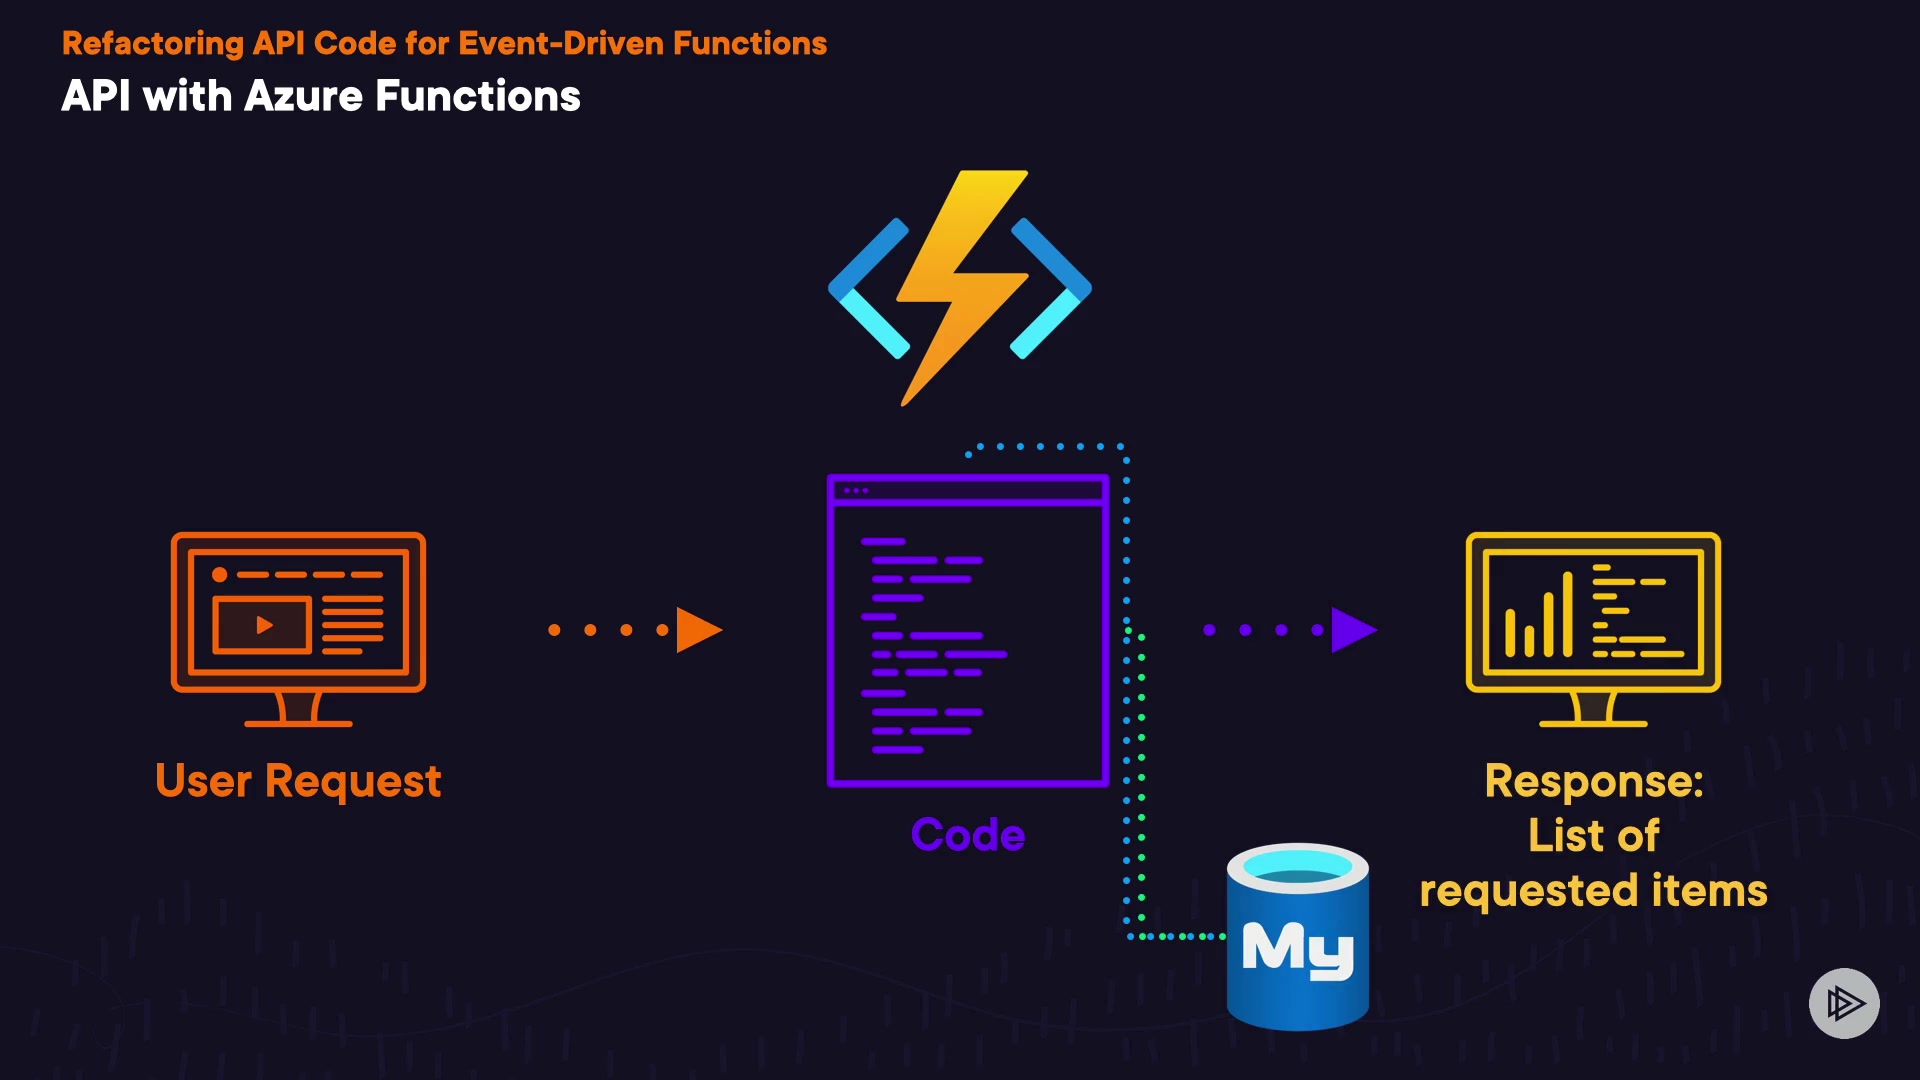 Refactoring API Code for Event-Driven Functions
API with Azure Functions
User Request
Code
My
Response:
List of
requested items